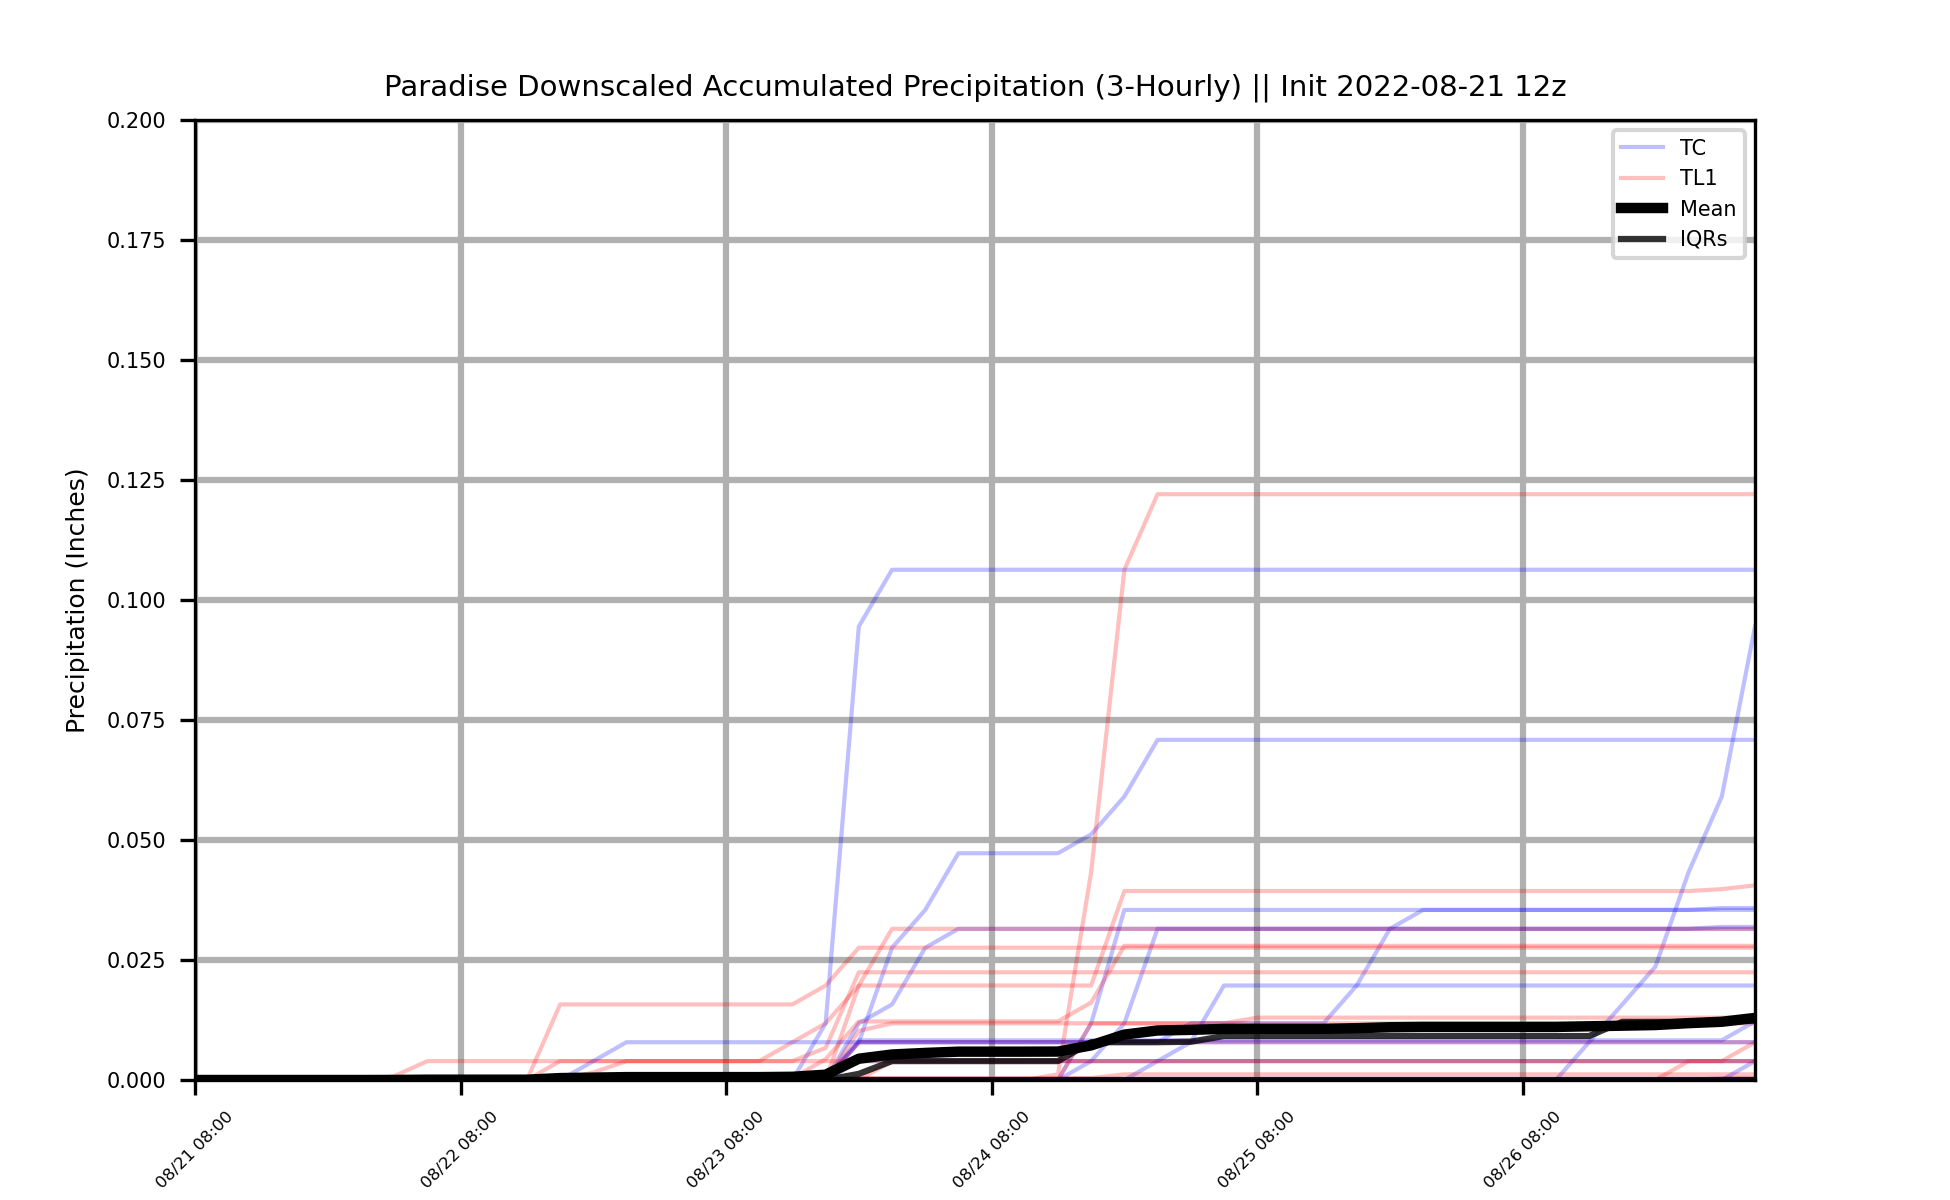 Paradise Downscaled Accumulated Precipitation (3-Hourly) || Init 2022-08-21 12z
TC
TL1
Mean
IQRs
Precipitation (Inches)
0.200
0.175
0.150
0.125
0.100
0.075
0.050
0.025
0.000
08/21 08:00
08/22 08:00
08/23 08:00
08/24 08:00
08/25 08:00
08/26 08:00